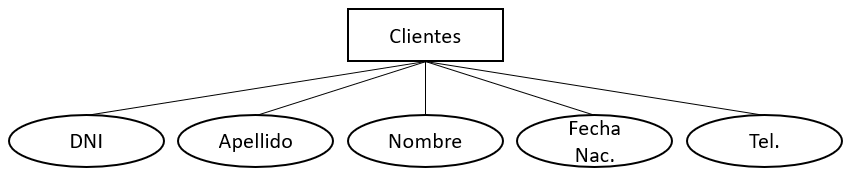 Clientes
DNI
Apellido
Nombre
Fecha
Nac.
Tel.